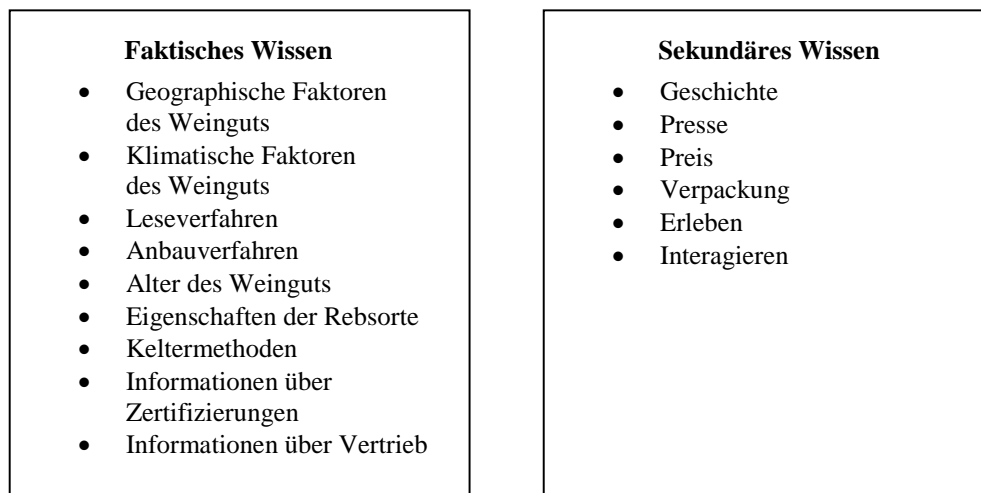 Faktisches Wissen
• Geographische Faktoren
des Weinguts
• Klimatische Faktoren
des Weinguts
• Leseverfahren
• Anbauverfahren
• Alter des Weinguts
• Eigenschaften der Rebsorte
• Keltermethoden
• Informationen über
Zertifizierungen
• Informationen über Vertrieb
Sekundäres Wissen
• Geschichte
• Presse
• Preis
• Verpackung
• Erleben
• Interagieren